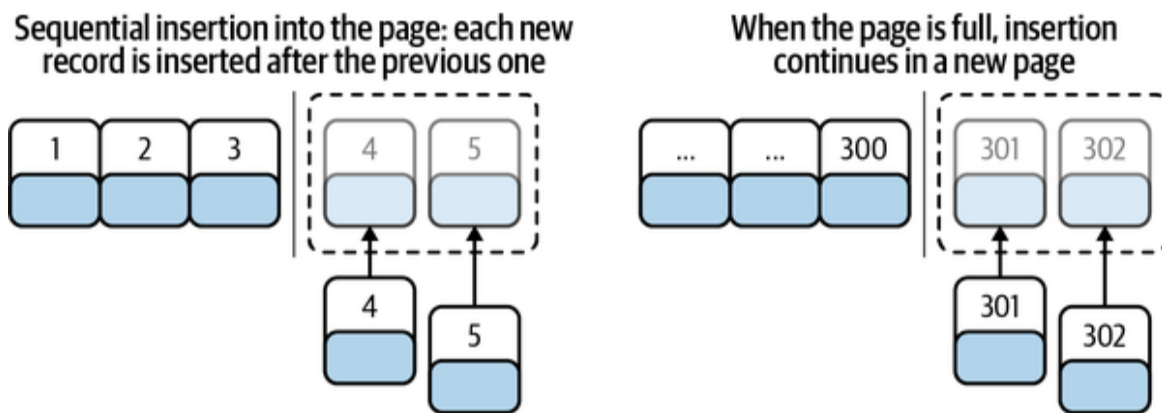 Sequential insertion into the page: each new
record is inserted after the previous one
1 2 3 4 5
4
5
When the page is full, insertion
continues in a new page
... ... 300 301 302
301
302